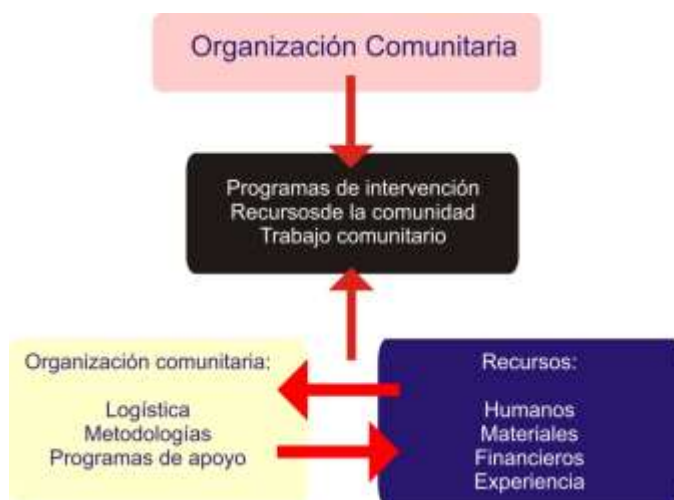 Organización Comunitaria
Programas de intervención
Recursosde la comunidad
Trabajo comunitario
Organización comunitaria:
Logística
Metodologías
Programas de apoyo
Recursos:
Humanos
Materiales
Financieros
Experiencia